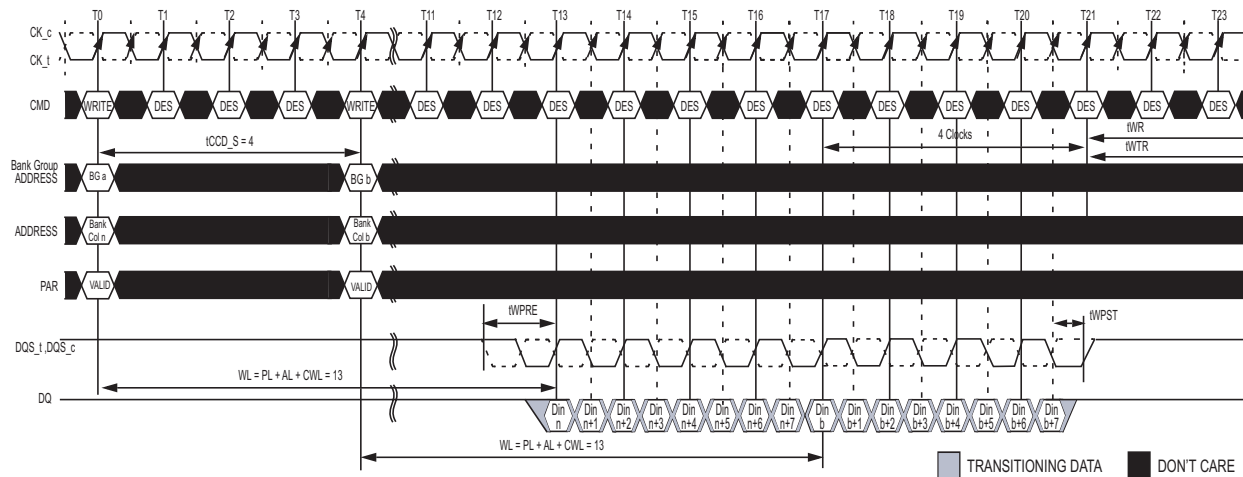 T0 T1 T2 T3 T4 T11 T12 T13 T14 T15 T16 T17 T18 T19 T20 T21 T22 T23
CK_c
CK_t
CMD WRITE DES DES DES WRITE DES DES DES DES DES DES DES DES DES DES DES DES DES
tCCD_S = 4 4 Clocks tWR
tWTR
Bank Group
ADDRESS BG a BG b
ADDRESS Bank Col n Bank Col b
PAR VALID VALID
tWPRE tWPST
DQS_t ,DQS_c
WL = PL + AL + CWL = 13
DQ Din n Din n+1 Din n+2 Din n+3 Din n+4 Din n+5 Din n+6 Din n+7 Din b Din b+1 Din b+2 Din b+3 Din b+4 Din b+5 Din b+6 Din b+7
WL = PL + AL + CWL = 13
TRANSITIONING DATA DON'T CARE